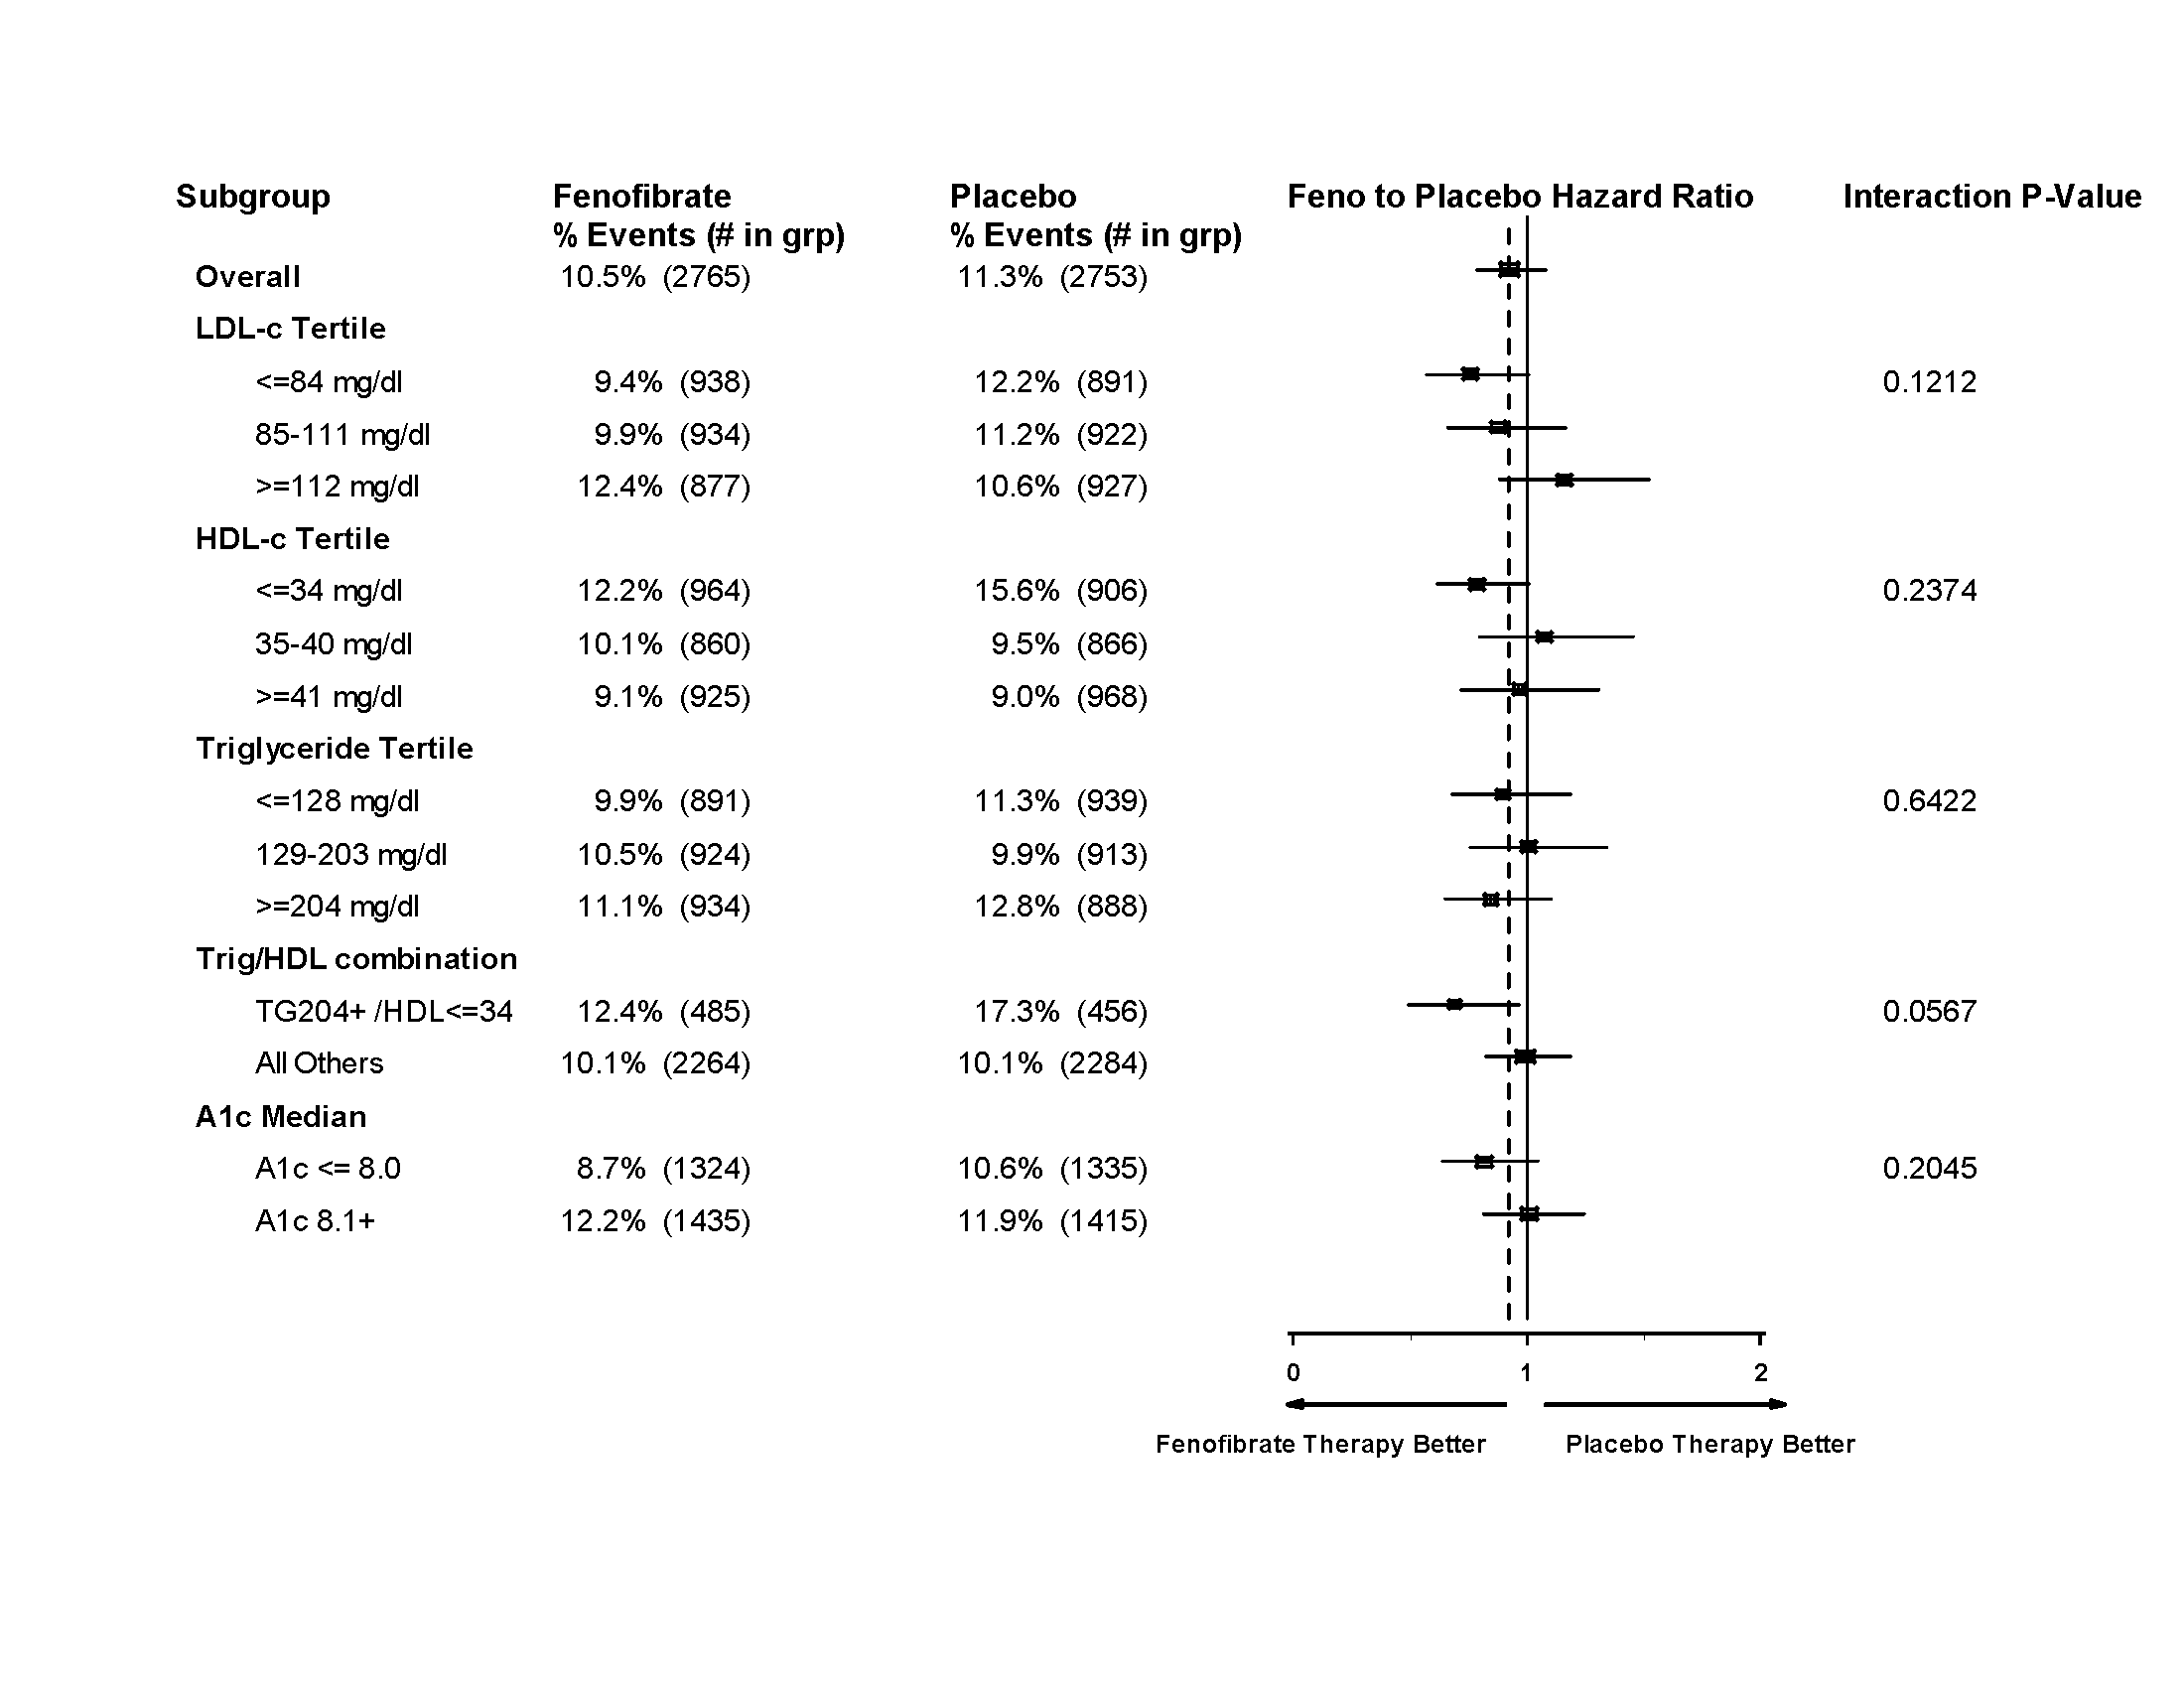 Subgroup Fenofibrate Placebo Feno to Placebo Hazard Ratio Interaction P-Value
% Events (# in grp) % Events (# in grp)
Overall 10.5% (2765) 11.3% (2753)
LDL-c Tertile
<=84 mg/dl 9.4% (938) 12.2% (891) 0.1212
85-111 mg/dl 9.9% (934) 11.2% (922)
>=112 mg/dl 12.4% (877) 10.6% (927)
HDL-c Tertile
<=34 mg/dl 12.2% (964) 15.6% (906) 0.2374
35-40 mg/dl 10.1% (860) 9.5% (866)
>=41 mg/dl 9.1% (925) 9.0% (968)
Triglyceride Tertile
<=128 mg/dl 9.9% (891) 11.3% (939) 0.6422
129-203 mg/dl 10.5% (924) 9.9% (913)
>=204 mg/dl 11.1% (934) 12.8% (888)
Trig/HDL combination
TG204+ /HDL<=34 12.4% (485) 17.3% (456) 0.0567
All Others 10.1% (2264) 10.1% (2284)
A1c Median
A1c <= 8.0 8.7% (1324) 10.6% (1335) 0.2045
A1c 8.1+ 12.2% (1435) 11.9% (1415)
0 1 2
Fenofibrate Therapy Better Placebo Therapy Better